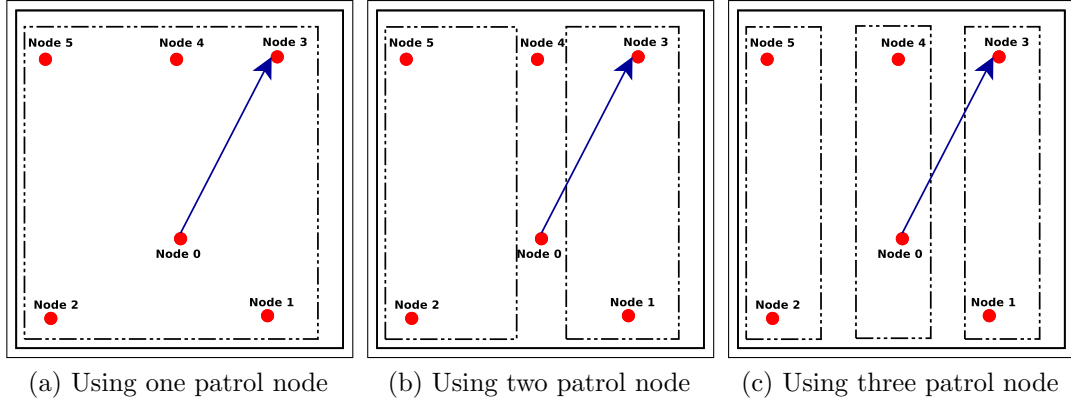 Node 5 Node 4 Node 3
Node 0
Node 2 Node 1
(a) Using one patrol node
Node 5 Node 4 Node 3
Node 0
Node 2 Node 1
(b) Using two patrol node
Node 5 Node 4 Node 3
Node 0
Node 2 Node 1
(c) Using three patrol node